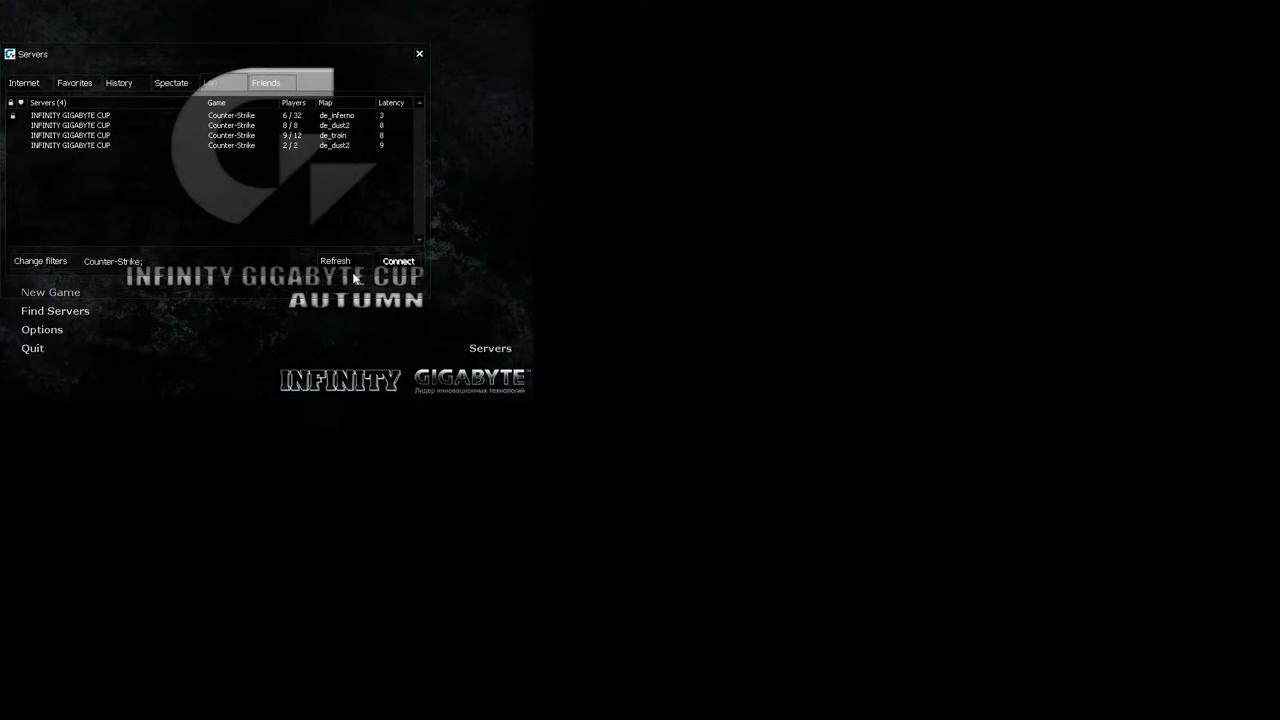 Servers
Internet Favorites History Spectate Lan Friends
Servers (4) Game Players Map Latency
INFINITY GIGABYTE CUP Counter-Strike 6 / 32 de_inferno 3
INFINITY GIGABYTE CUP Counter-Strike 8 / 8 de_dust2 8
INFINITY GIGABYTE CUP Counter-Strike 9 / 12 de_train 8
INFINITY GIGABYTE CUP Counter-Strike 2 / 2 de_dust2 9
Change filters Counter-Strike; Refresh Connect
INFINITY GIGABYTE CUP
AUTUMN
New Game
Find Servers
Options
Quit
Servers
INFINITY GIGABYTE™
Лидер инновационных технологий